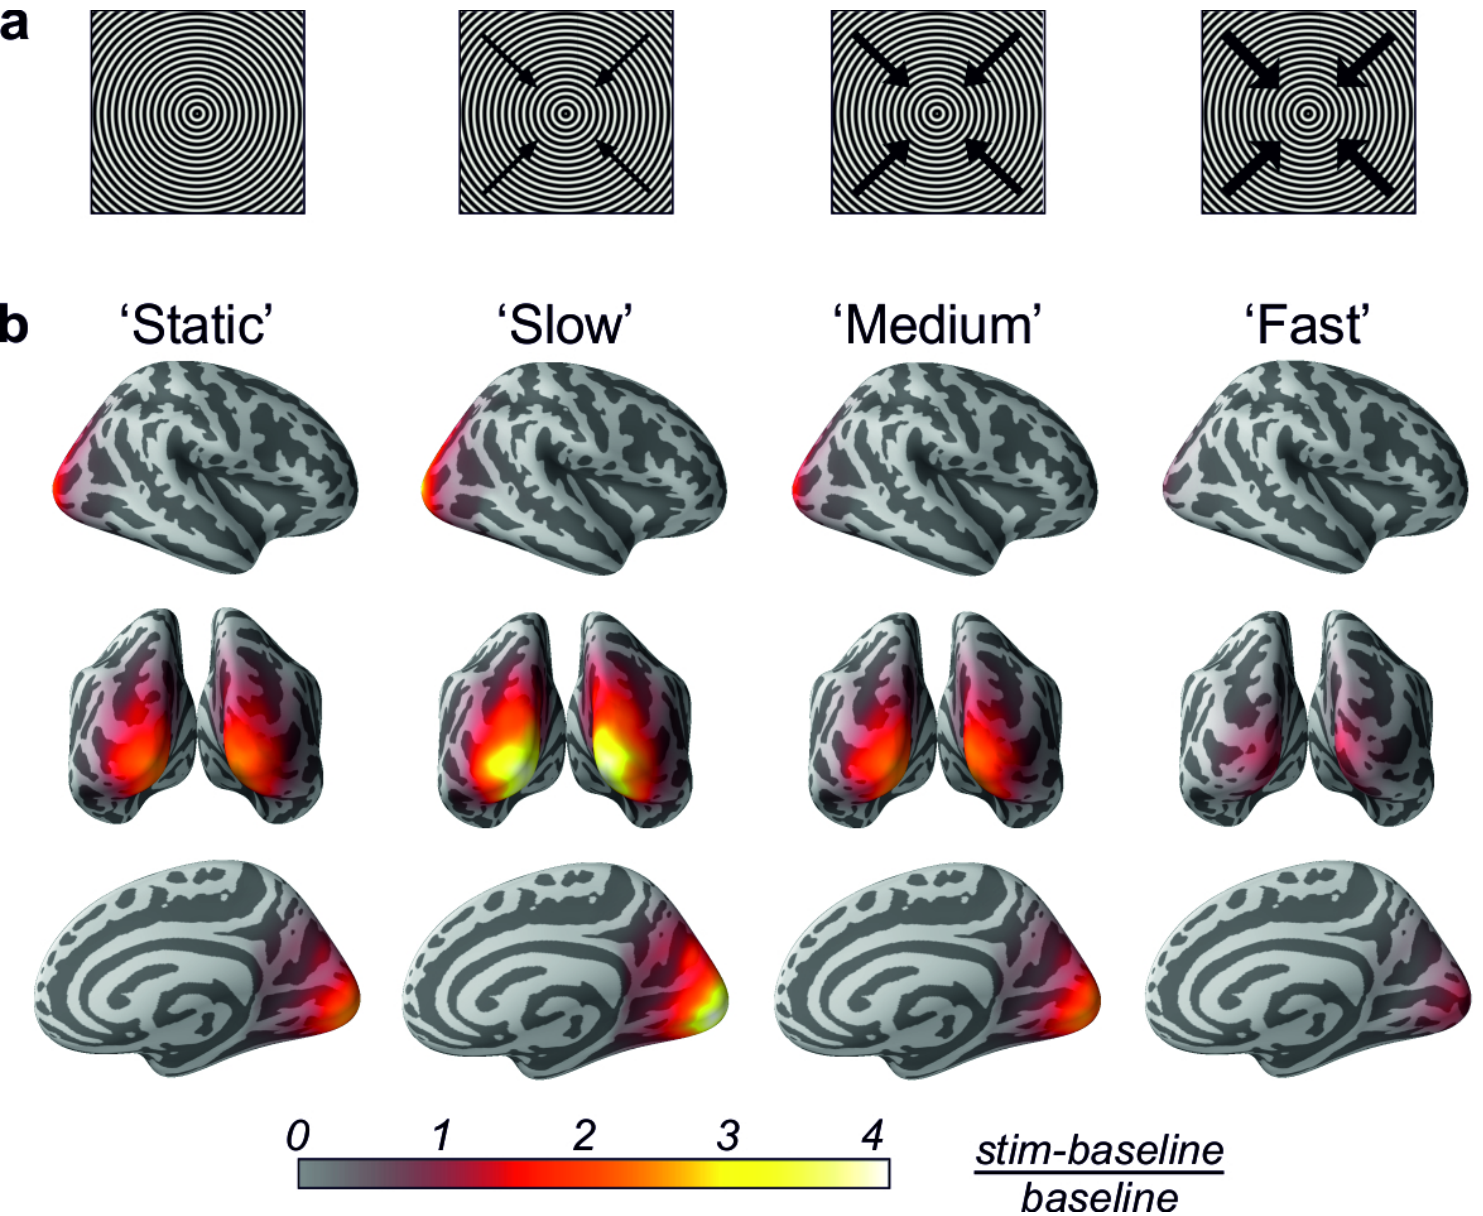 a
b
‘Static’ ‘Slow’ ‘Medium’ ‘Fast’
0 1 2 3 4
stim-baseline
baseline